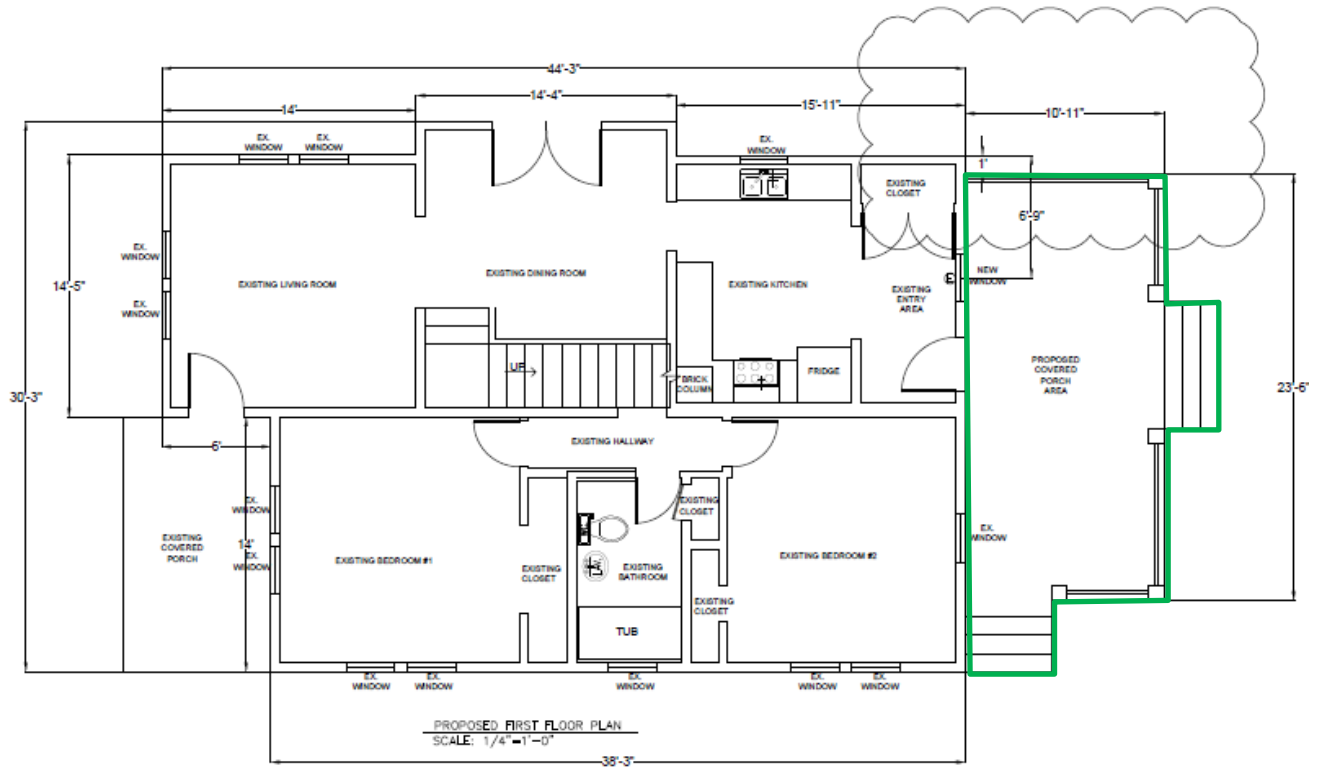 44'-3"
14'-4"
14'
15'-11"
10'-11"
EX.
WINDOW
EX.
WINDOW
EX.
WINDOW
1'
EXISTING
CLOSET
6'-9"
EX.
WINDOW
14'-5"
EXISTING LIVING ROOM
EXISTING DINING ROOM
EXISTING KITCHEN
EXISTING
ENTRY
AREA
E
NEW
WINDOW
EX.
WINDOW
UP
BRICK
COLUMN
FRIDGE
PROPOSED
COVERED
PORCH
AREA
23'-6"
30'-3"
6'
EXISTING HALLWAY
EX.
WINDOW
EXISTING
CLOSET
EXISTING
COVERED
PORCH
14'
EX.
WINDOW
EXISTING BEDROOM #1
EXISTING
CLOSET
LAV.
EXISTING
BATHROOM
EXISTING BEDROOM #2
EX.
WINDOW
EXISTING
CLOSET
TUB
EX.
WINDOW
EX.
WINDOW
EX.
WINDOW
EX.
WINDOW
EX.
WINDOW
PROPOSED FIRST FLOOR PLAN
SCALE: 1/4"=1'-0"
38'-3"